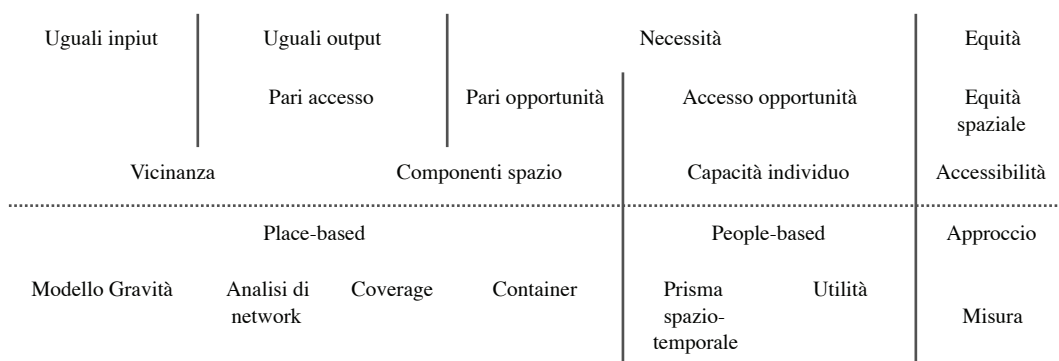 Uguali inpiut Uguali output Necessità Equità
Pari accesso Pari opportunità Accesso opportunità Equità
spaziale
Vicinanza Componenti spazio Capacità individuo Accessibilità
Place-based People-based Approccio
Modello Gravità Analisi di Coverage Container Prisma Utilità
network spazio- Misura
temporale